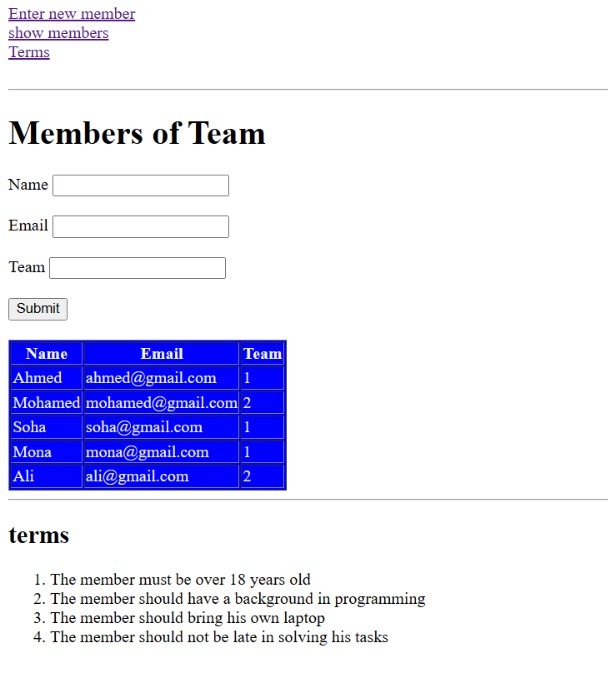 Enter new member
show members
Terms
Members of Team
Name
Email
Team
Submit
Name Email Team
Ahmed ahmed@gmail.com 1
Mohamed mohamed@gmail.com 2
Soha soha@gmail.com 1
Mona mona@gmail.com 1
Ali ali@gmail.com 2
terms
1. The member must be over 18 years old
2. The member should have a background in programming
3. The member should bring his own laptop
4. The member should not be late in solving his tasks